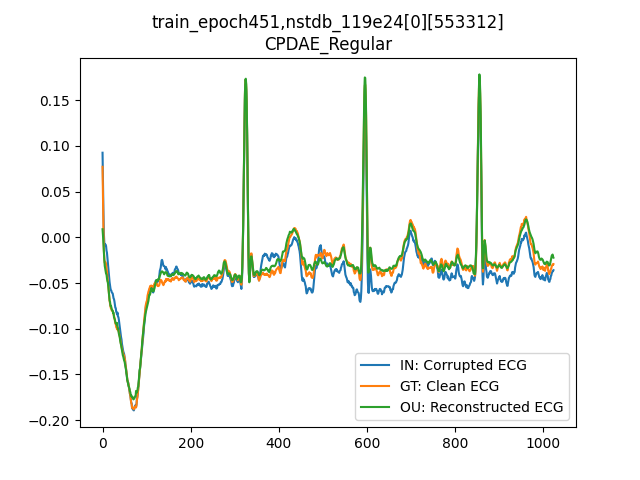 train_epoch451,nstdb_119e24[0][553312]
CPDAE_Regular
0.15
0.10
0.05
0.00
−0.05
−0.10
−0.15
−0.20
IN: Corrupted ECG
GT: Clean ECG
OU: Reconstructed ECG
0 200 400 600 800 1000